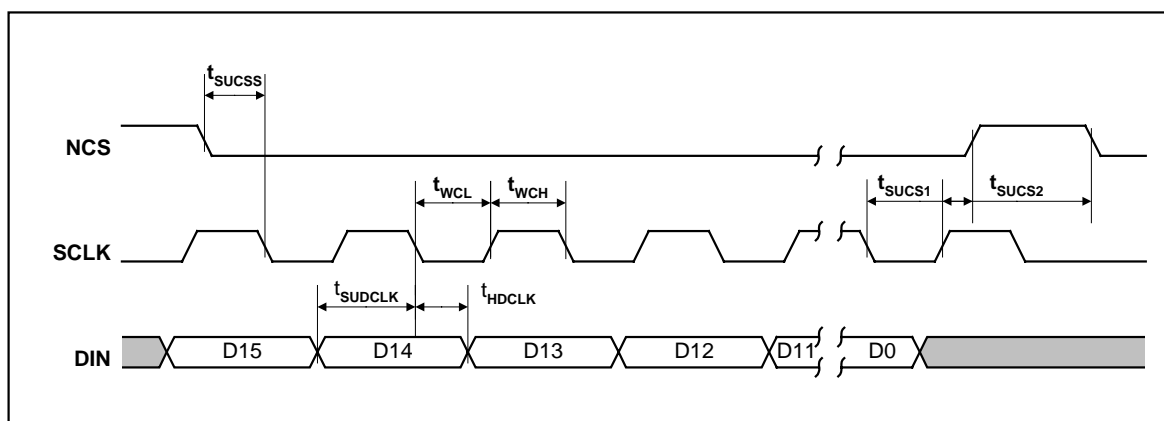 tSUCSS
NCS
tWCL tWCH tSUCS1 tSUCS2
SCLK
tSUDCLK tHDCLK
DIN D15 D14 D13 D12 D11 D0